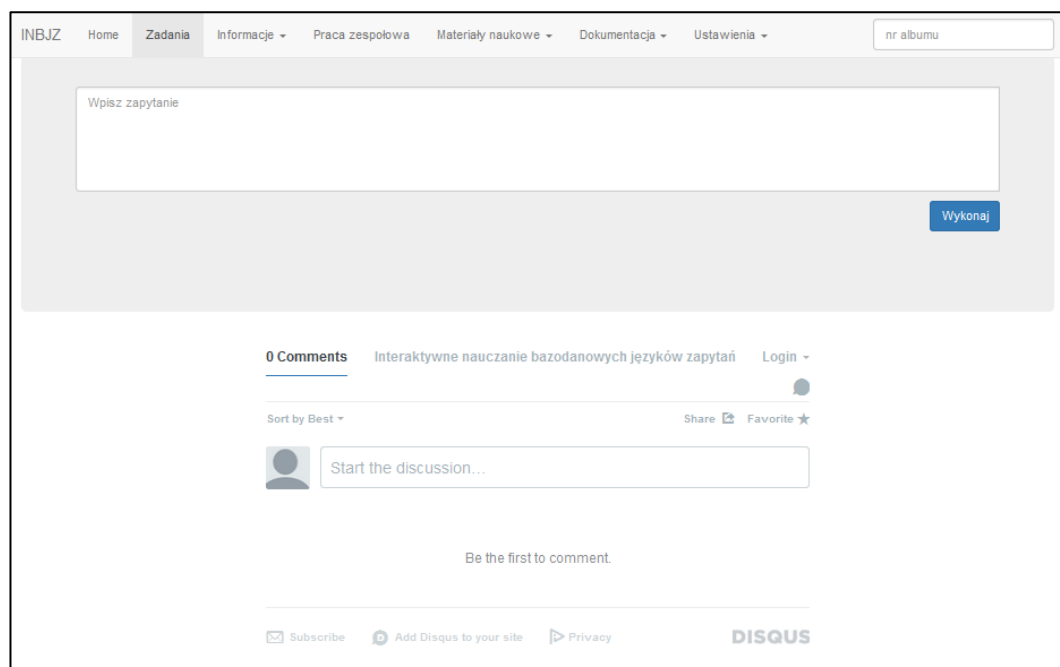 INBJZ Home Zadania Informacje Praca zespołowa Materiały naukowe Dokumentacja Ustawienia nr albumu
Wpisz zapytanie
Wykonaj
0 Comments Interaktywne nauczanie bazodanowych języków zapytań Login
Sort by Best Share Favorite
Start the discussion...
Be the first to comment.
Subscribe Add Disqus to your site Privacy DISQUS